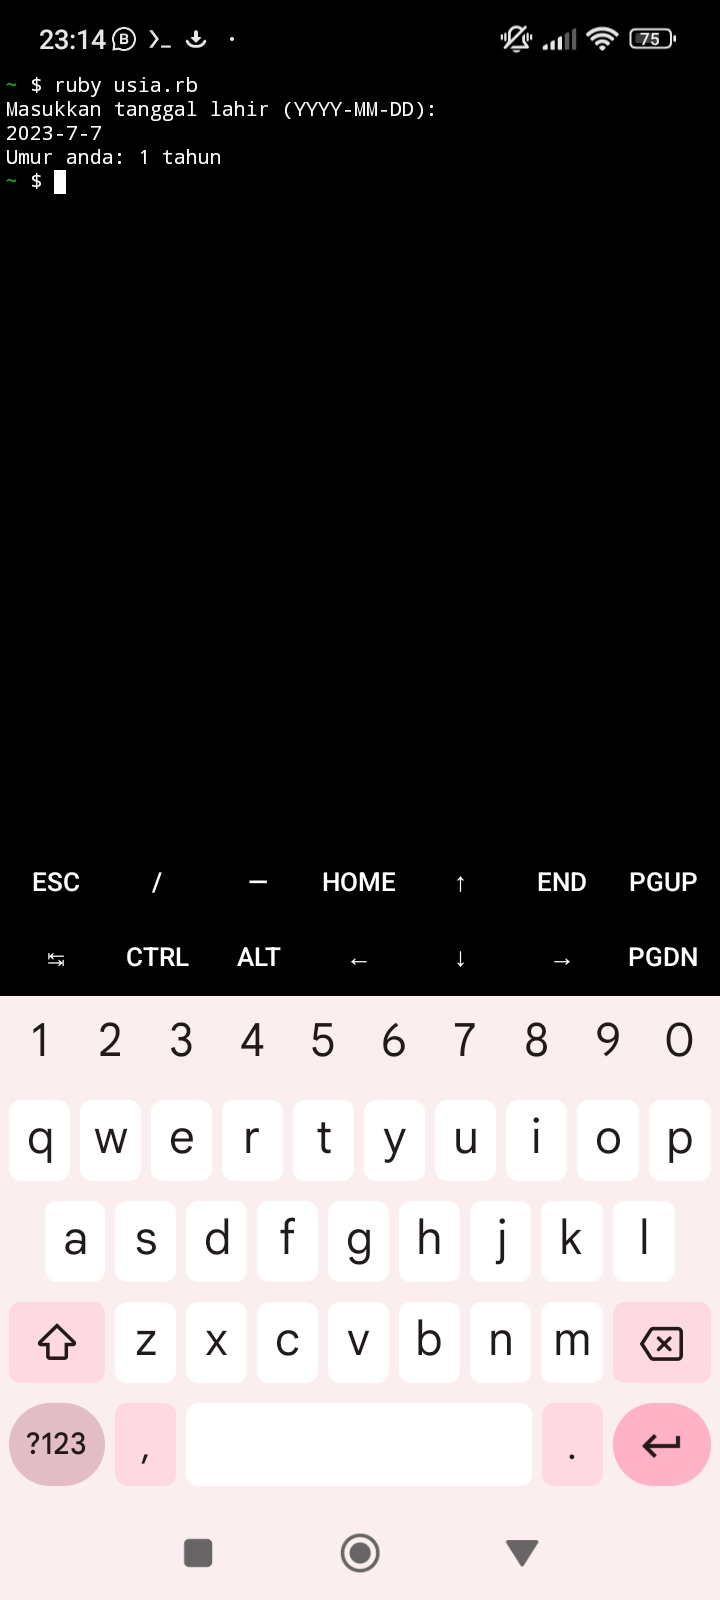 23:14
75
~ $ ruby usia.rb
Masukkan tanggal lahir (YYYY-MM-DD):
2023-7-7
Umur anda: 1 tahun
~ $
ESC / — HOME ↑ END PGUP
↹ CTRL ALT ← ↓ → PGDN
1 2 3 4 5 6 7 8 9 0
q w e r t y u i o p
a s d f g h j k l
z x c v b n m
?123 , .